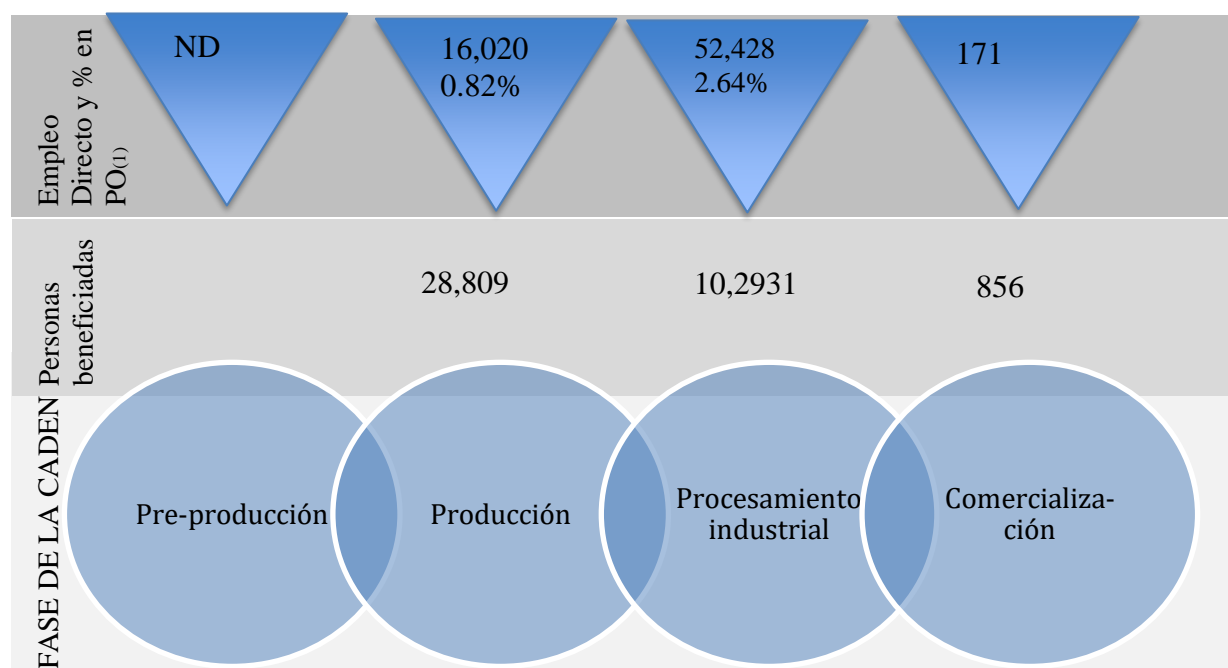 Empleo
Directo y % en
PO(1)
ND
16,020
0.82%
52,428
2.64%
171
Personas
beneficiadas
28,809
10,2931
856
FASE DE LA CADEN
Pre-producción
Producción
Procesamiento
industrial
Comercializa-
ción